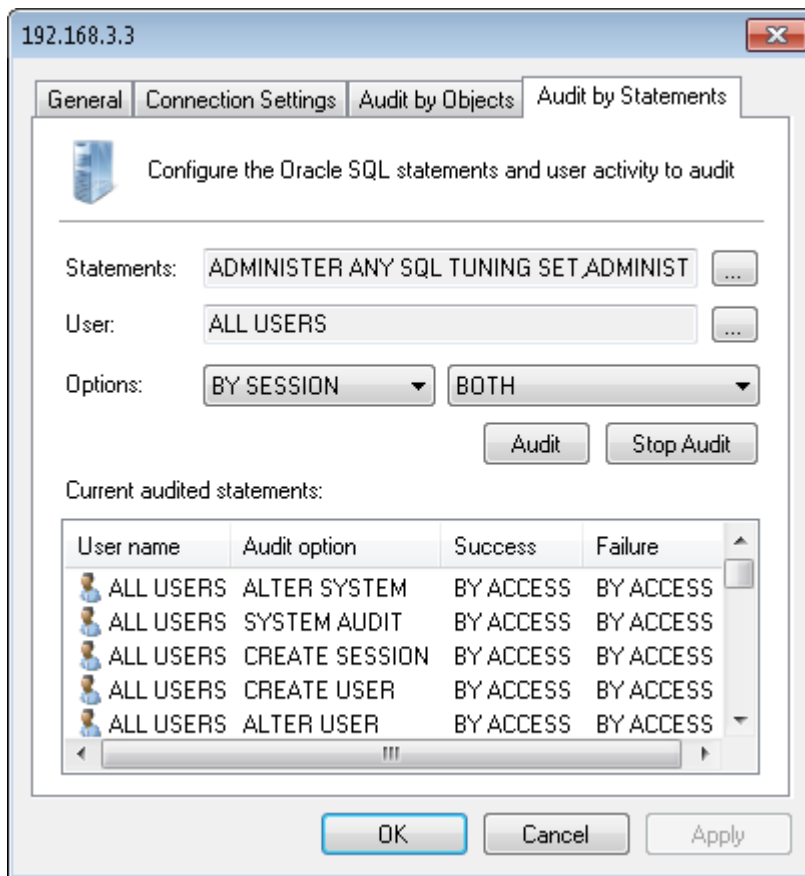 192.168.3.3
General Connection Settings Audit by Objects Audit by Statements
Configure the Oracle SQL statements and user activity to audit
Statements: ADMINISTER ANY SQL TUNING SET,ADMINIST ...
User: ALL USERS ...
Options: BY SESSION BOTH
Audit Stop Audit
Current audited statements:
User name Audit option Success Failure
ALL USERS ALTER SYSTEM BY ACCESS BY ACCESS
ALL USERS SYSTEM AUDIT BY ACCESS BY ACCESS
ALL USERS CREATE SESSION BY ACCESS BY ACCESS
ALL USERS CREATE USER BY ACCESS BY ACCESS
ALL USERS ALTER USER BY ACCESS BY ACCESS
OK Cancel Apply